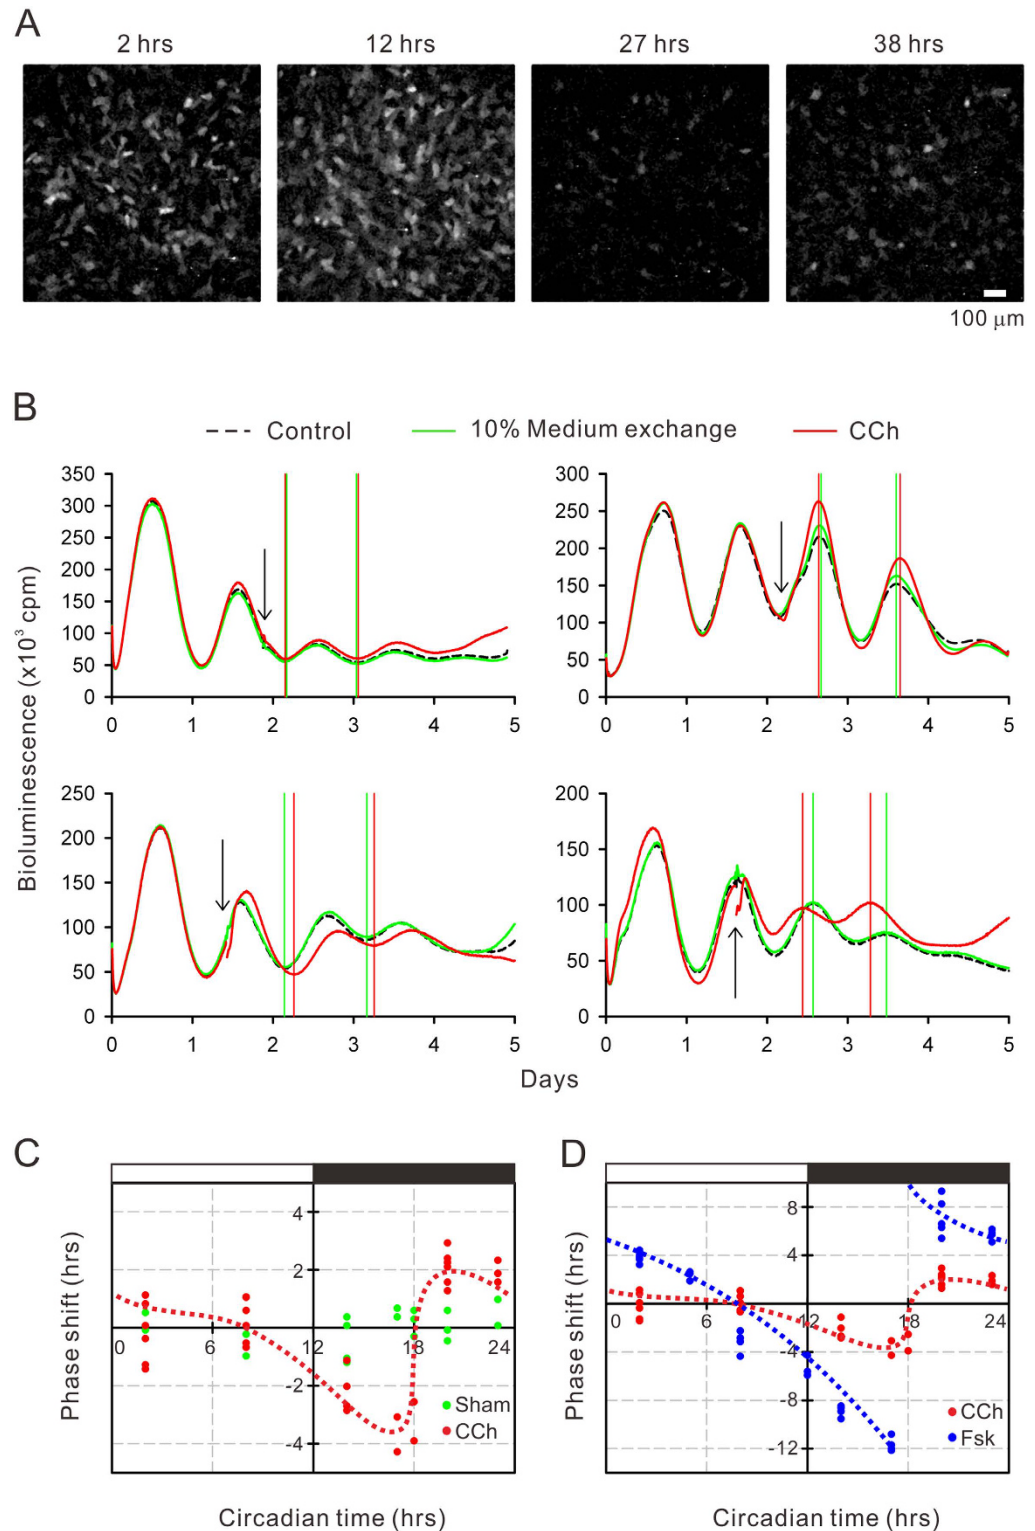 A
2 hrs 12 hrs 27 hrs 38 hrs
100 μm
B
Control 10% Medium exchange CCh
Bioluminescence (x10³ cpm)
350 300 250 200 150 100 50 0
0 1 2 3 4 5
300 250 200 150 100 50 0
0 1 2 3 4 5
250 200 150 100 50 0
0 1 2 3 4 5
200 150 100 50 0
0 1 2 3 4 5
Days
C
Phase shift (hrs)
4 2 -2 -4
0 6 12 18 24
Sham
CCh
Circadian time (hrs)
D
Phase shift (hrs)
8 4 -4 -8 -12
0 6 12 18 24
CCh
Fsk
Circadian time (hrs)